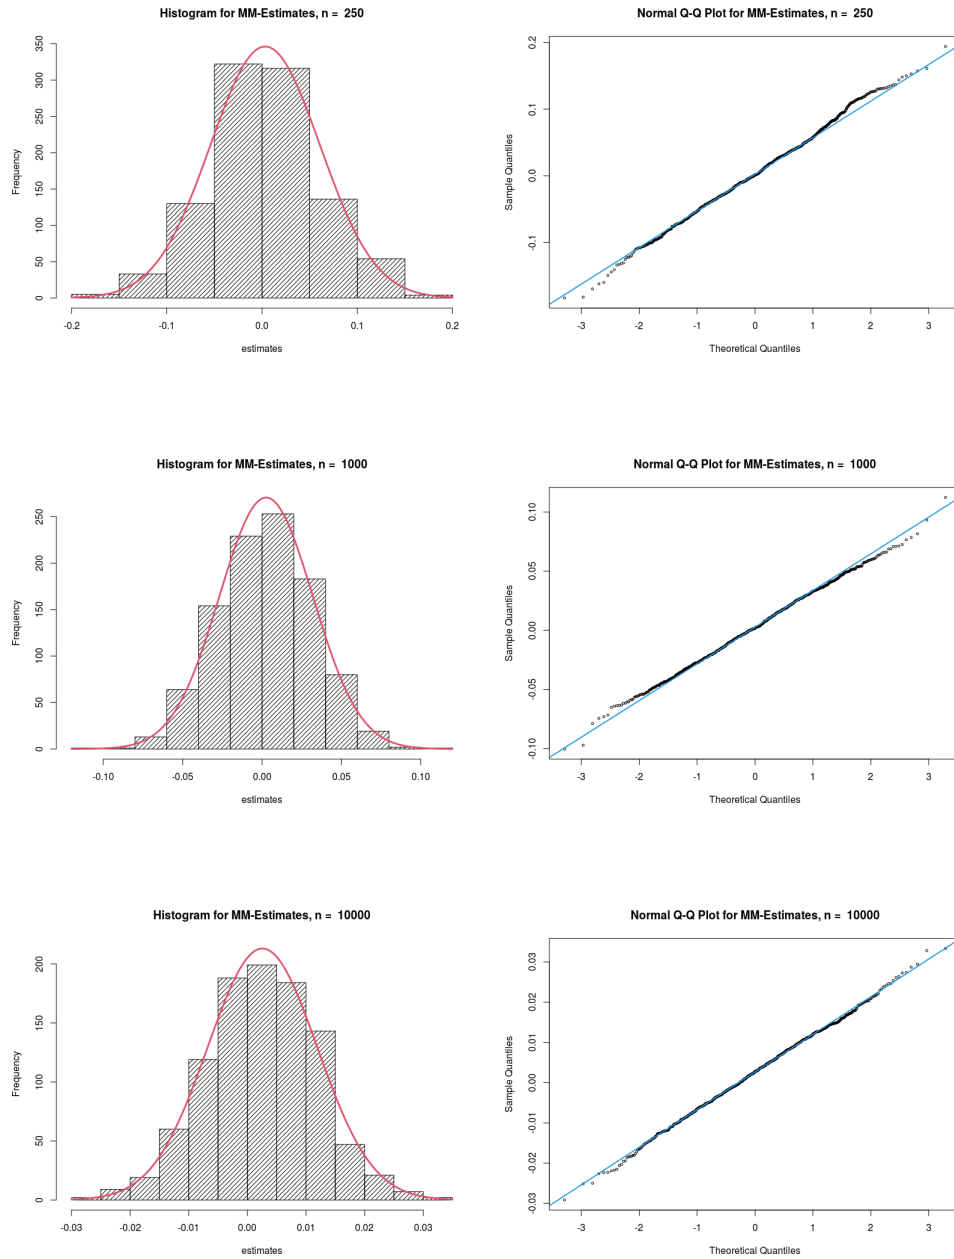 Histogram for MM-Estimates, n = 250
350
300
250
200
150
100
50
0
Frequency
-0.2 -0.1 0.0 0.1 0.2
estimates
Normal Q-Q Plot for MM-Estimates, n = 250
0.2
0.1
0.0
-0.1
Sample Quantiles
-3 -2 -1 0 1 2 3
Theoretical Quantiles
Histogram for MM-Estimates, n = 1000
250
200
150
100
50
0
Frequency
-0.10 -0.05 0.00 0.05 0.10
estimates
Normal Q-Q Plot for MM-Estimates, n = 1000
0.10
0.05
0.00
-0.05
-0.10
Sample Quantiles
-3 -2 -1 0 1 2 3
Theoretical Quantiles
Histogram for MM-Estimates, n = 10000
200
150
100
50
0
Frequency
-0.03 -0.02 -0.01 0.00 0.01 0.02 0.03
estimates
Normal Q-Q Plot for MM-Estimates, n = 10000
0.03
0.02
0.01
0.00
-0.01
-0.02
-0.03
Sample Quantiles
-3 -2 -1 0 1 2 3
Theoretical Quantiles